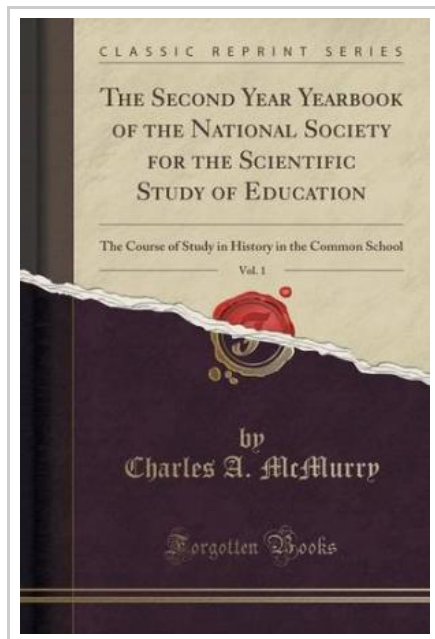 CLASSIC REPRINT SERIES
THE SECOND YEAR YEARBOOK
OF THE NATIONAL SOCIETY
FOR THE SCIENTIFIC
STUDY OF EDUCATION
The Course of Study in History in the Common School
Vol. 1
by
Charles A. McMurry
Forgotten Books